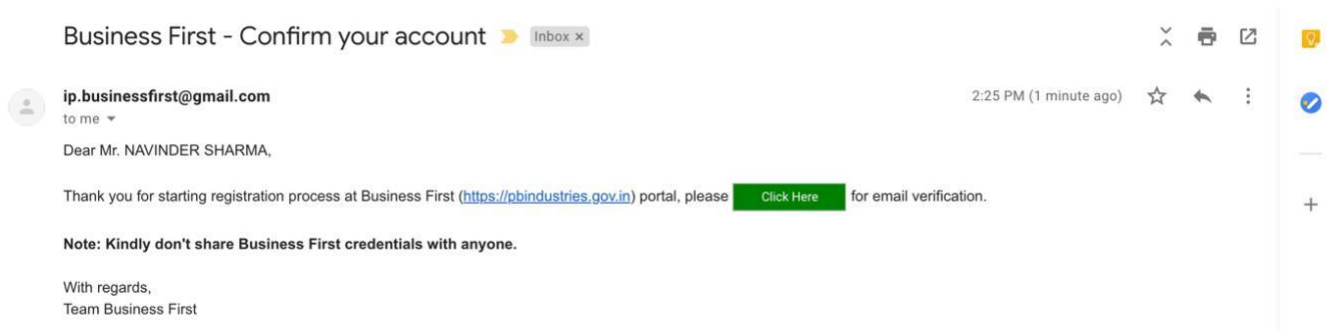 Business First - Confirm your account Inbox ×
ip.businessfirst@gmail.com 2:25 PM (1 minute ago)
to me
Dear Mr. NAVINDER SHARMA,
Thank you for starting registration process at Business First (https://pbindustries.gov.in) portal, please Click Here for email verification.
Note: Kindly don't share Business First credentials with anyone.
With regards,
Team Business First